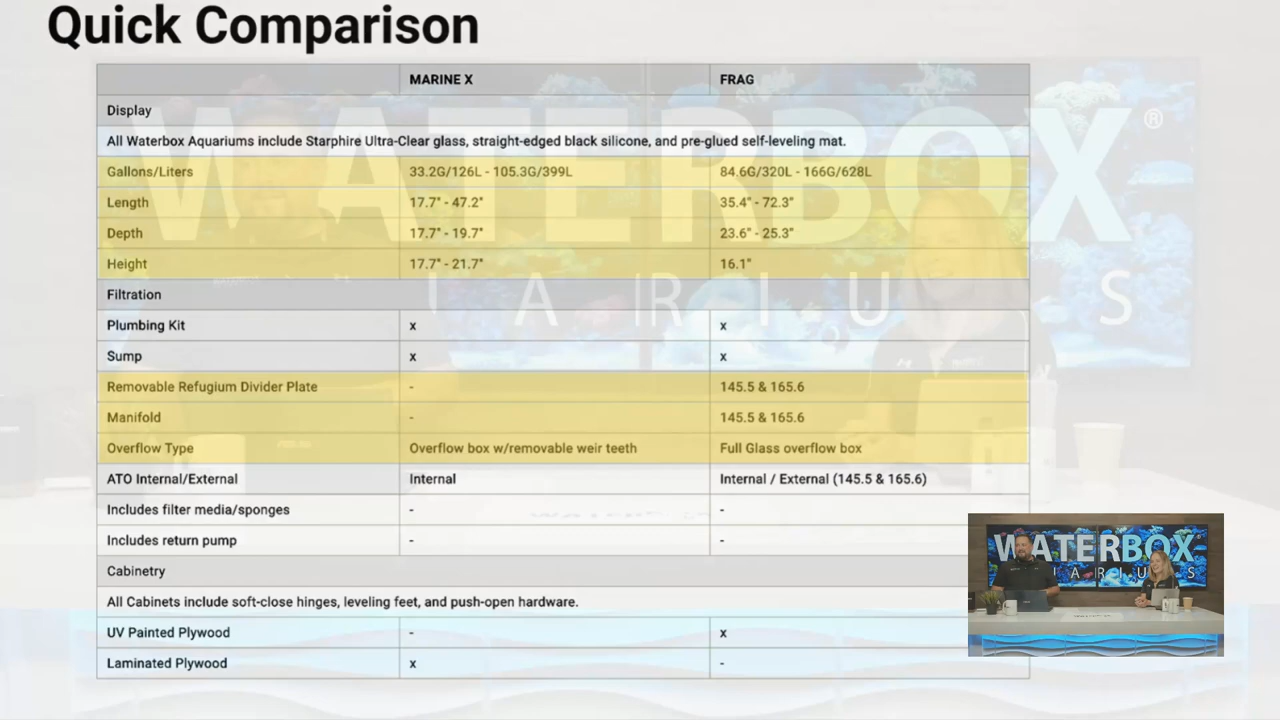 Quick Comparison
MARINE X FRAG
Display
All Waterbox Aquariums include Starphire Ultra-Clear glass, straight-edged black silicone, and pre-glued self-leveling mat.
Gallons/Liters 33.2G/126L - 105.3G/399L 84.6G/320L - 166G/628L
Length 17.7" - 47.2" 35.4" - 72.3"
Depth 17.7" - 19.7" 23.6" - 25.3"
Height 17.7" - 21.7" 16.1"
Filtration
Plumbing Kit x x
Sump x x
Removable Refugium Divider Plate - 145.5 & 165.6
Manifold - 145.5 & 165.6
Overflow Type Overflow box w/removable weir teeth Full Glass overflow box
ATO Internal/External Internal Internal / External (145.5 & 165.6)
Includes filter media/sponges - -
Includes return pump - -
Cabinetry
All Cabinets include soft-close hinges, leveling feet, and push-open hardware.
UV Painted Plywood - x
Laminated Plywood x -
WATERBOX®
A R I U S
WATERBOX
A R I U S